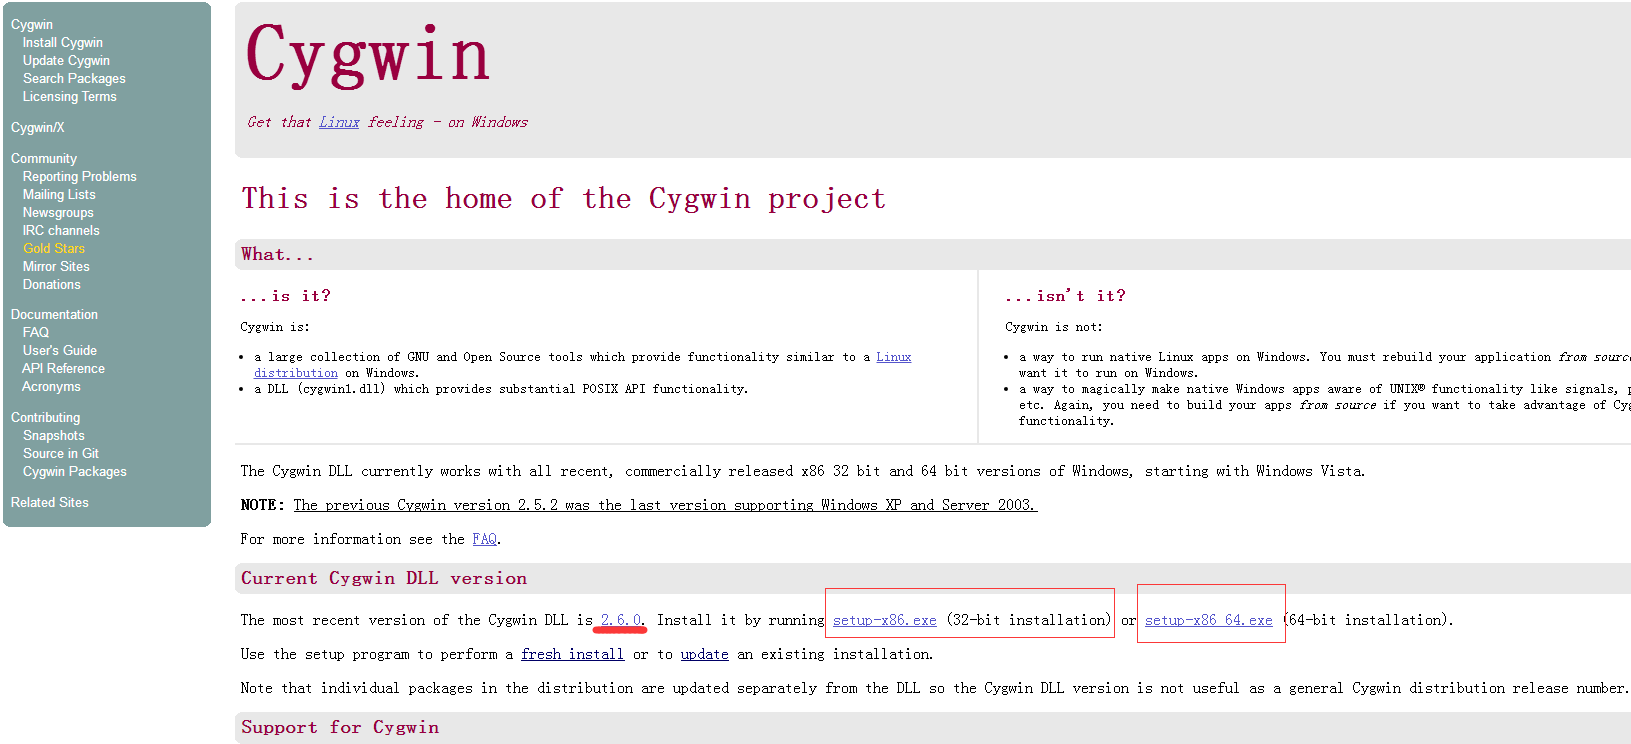 Cygwin
Install Cygwin
Update Cygwin
Search Packages
Licensing Terms
Cygwin/X
Community
Reporting Problems
Mailing Lists
Newsgroups
IRC channels
Gold Stars
Mirror Sites
Donations
Documentation
FAQ
User's Guide
API Reference
Acronyms
Contributing
Snapshots
Source in Git
Cygwin Packages
Related Sites
Cygwin
Get that Linux feeling - on Windows
This is the home of the Cygwin project
What...
...is it?
Cygwin is:
• a large collection of GNU and Open Source tools which provide functionality similar to a Linux
distribution on Windows.
• a DLL (cygwin1.dll) which provides substantial POSIX API functionality.
...isn't it?
Cygwin is not:
• a way to run native Linux apps on Windows. You must rebuild your application from sourc
want it to run on Windows.
• a way to magically make native Windows apps aware of UNIX® functionality like signals, p
etc. Again, you need to build your apps from source if you want to take advantage of Cyg
functionality.
The Cygwin DLL currently works with all recent, commercially released x86 32 bit and 64 bit versions of Windows, starting with Windows Vista.
NOTE: The previous Cygwin version 2.5.2 was the last version supporting Windows XP and Server 2003.
For more information see the FAQ.
Current Cygwin DLL version
The most recent version of the Cygwin DLL is 2.6.0. Install it by running setup-x86.exe (32-bit installation) or setup-x86_64.exe (64-bit installation).
Use the setup program to perform a fresh install or to update an existing installation.
Note that individual packages in the distribution are updated separately from the DLL so the Cygwin DLL version is not useful as a general Cygwin distribution release number.
Support for Cygwin